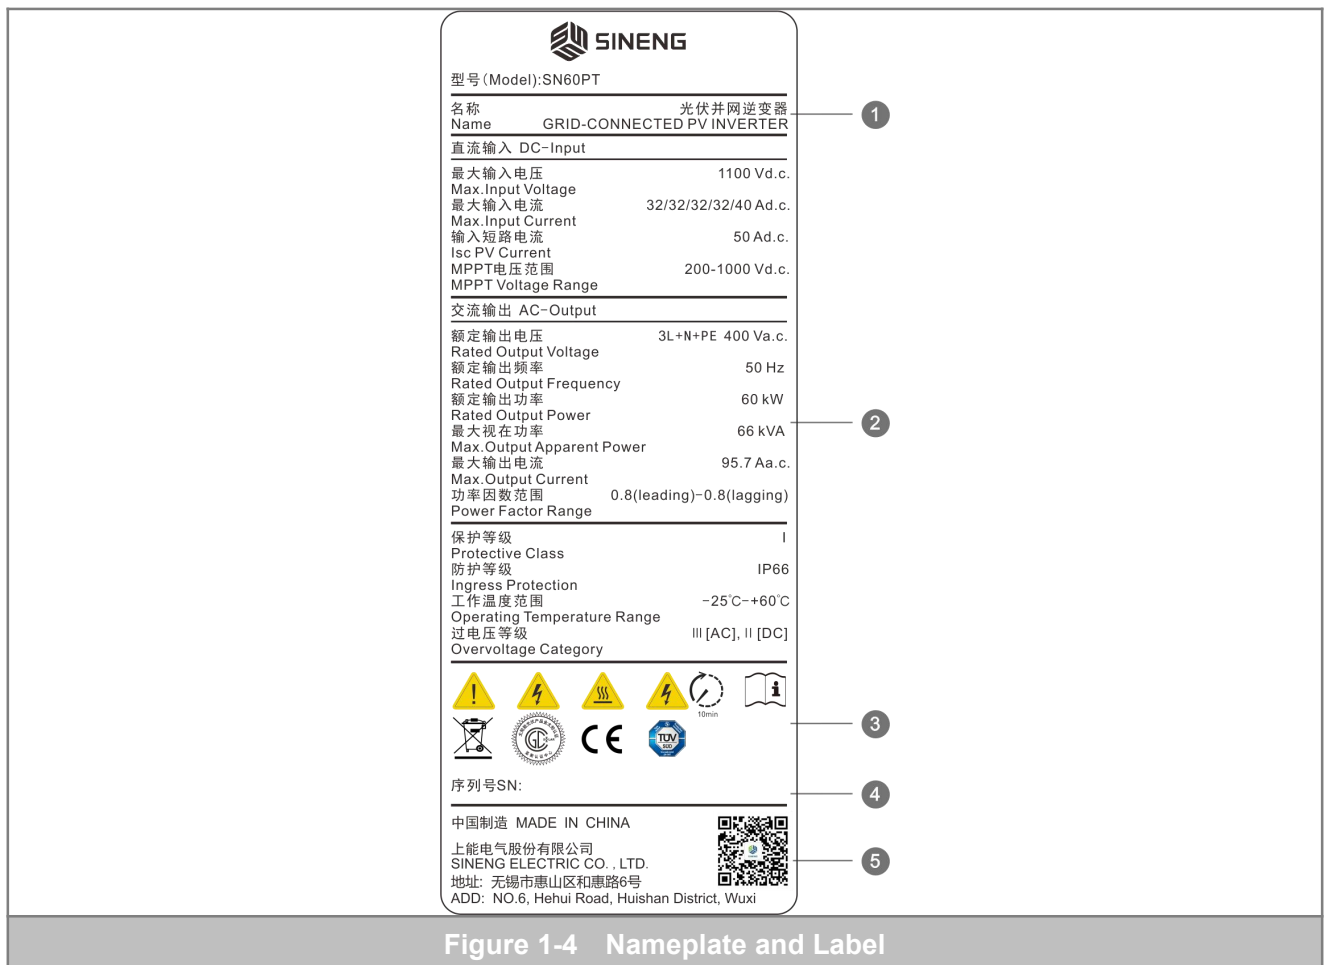 SINENG
型号(Model):SN60PT
名称 光伏并网逆变器
Name GRID-CONNECTED PV INVERTER
1
直流输入 DC-Input
最大输入电压 1100 Vd.c.
Max.Input Voltage
最大输入电流 32/32/32/32/40 Ad.c.
Max.Input Current
输入短路电流 50 Ad.c.
Isc PV Current
MPPT电压范围 200-1000 Vd.c.
MPPT Voltage Range
交流输出 AC-Output
额定输出电压 3L+N+PE 400 Va.c.
Rated Output Voltage
额定输出频率 50 Hz
Rated Output Frequency
额定输出功率 60 kW
Rated Output Power
2
最大视在功率 66 kVA
Max.Output Apparent Power
最大输出电流 95.7 Aa.c.
Max.Output Current
功率因数范围 0.8(leading)-0.8(lagging)
Power Factor Range
保护等级 I
Protective Class
防护等级 IP66
Ingress Protection
工作温度范围 -25℃-+60℃
Operating Temperature Range
过电压等级 III [AC], II [DC]
Overvoltage Category
10min
3
CE
TÜV
SÜD
序列号SN:
4
中国制造 MADE IN CHINA
上能电气股份有限公司
SINENG ELECTRIC CO. , LTD.
5
地址: 无锡市惠山区和惠路6号
ADD: NO.6, Hehui Road, Huishan District, Wuxi
Figure 1-4 Nameplate and Label